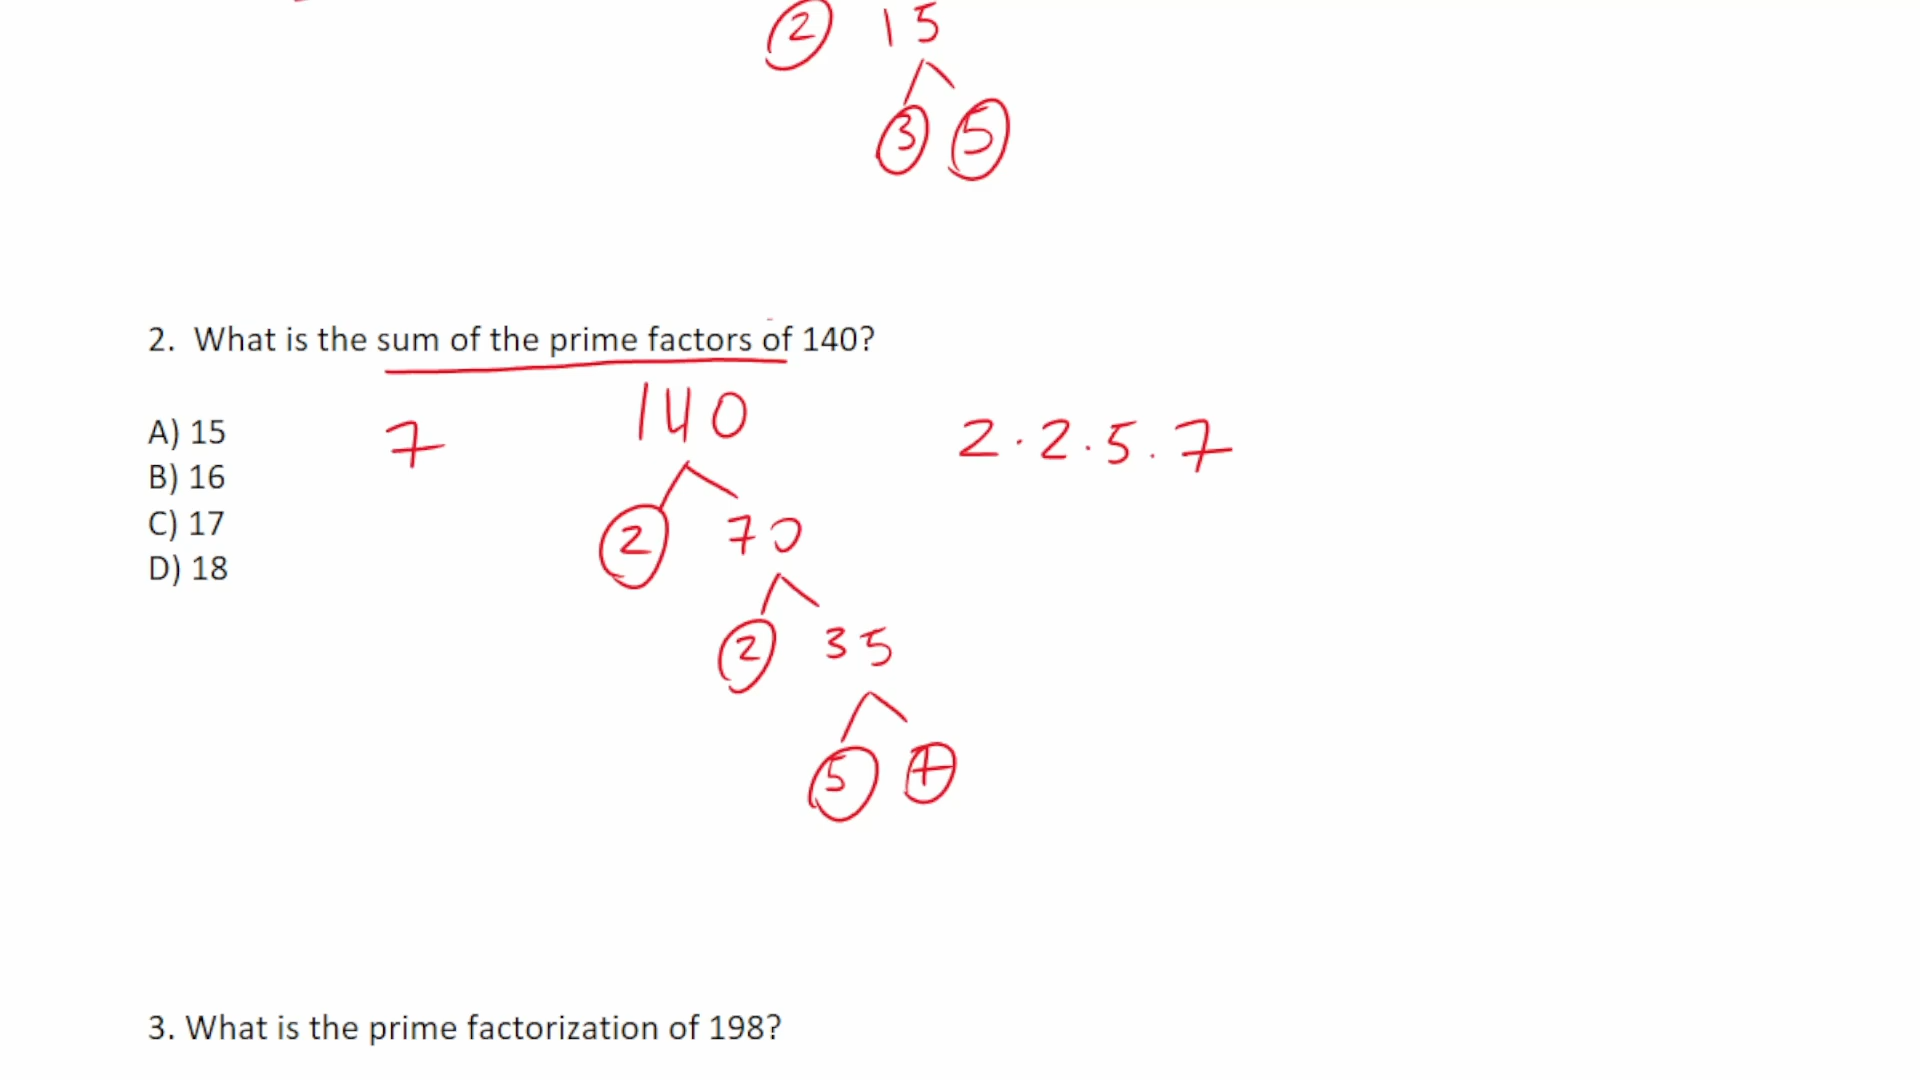 2 15
3 5
2. What is the sum of the prime factors of 140?
140
A) 15
7
2·2·5·7
B) 16
C) 17
2 70
D) 18
2 35
5 7
3. What is the prime factorization of 198?